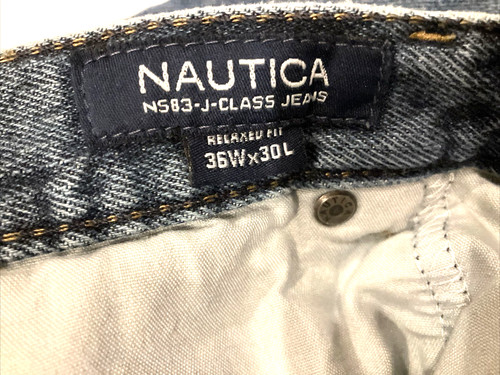 NAUTICA
NS83-J-CLASS JEANS
RELAXED FIT
36W x 30L